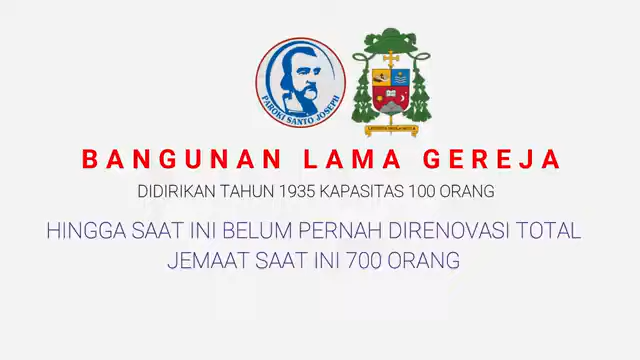 PAROKI SANTO JOSEPH
BANGUNAN LAMA GEREJA
DIDIRIKAN TAHUN 1935 KAPASITAS 100 ORANG
HINGGA SAAT INI BELUM PERNAH DIRENOVASI TOTAL
JEMAAT SAAT INI 700 ORANG